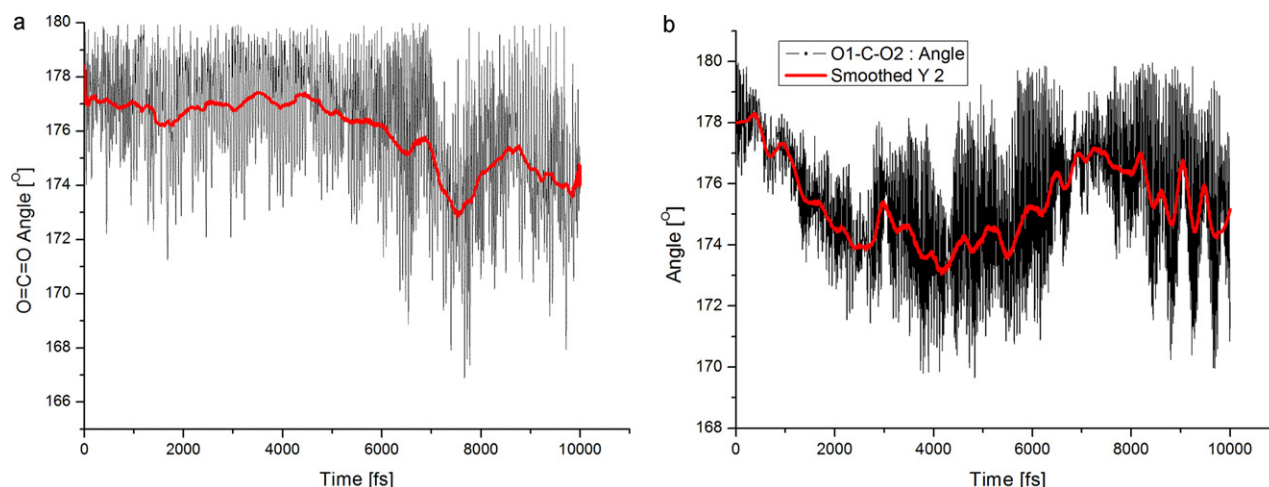 a
180
178
176
174
172
170
168
166
O=C=O Angle [O]
0 2000 4000 6000 8000 10000
Time [fs]
b
180
178
176
174
172
170
168
Angle [O]
O1-C-O2 : Angle
Smoothed Y 2
0 2000 4000 6000 8000 10000
Time [fs]